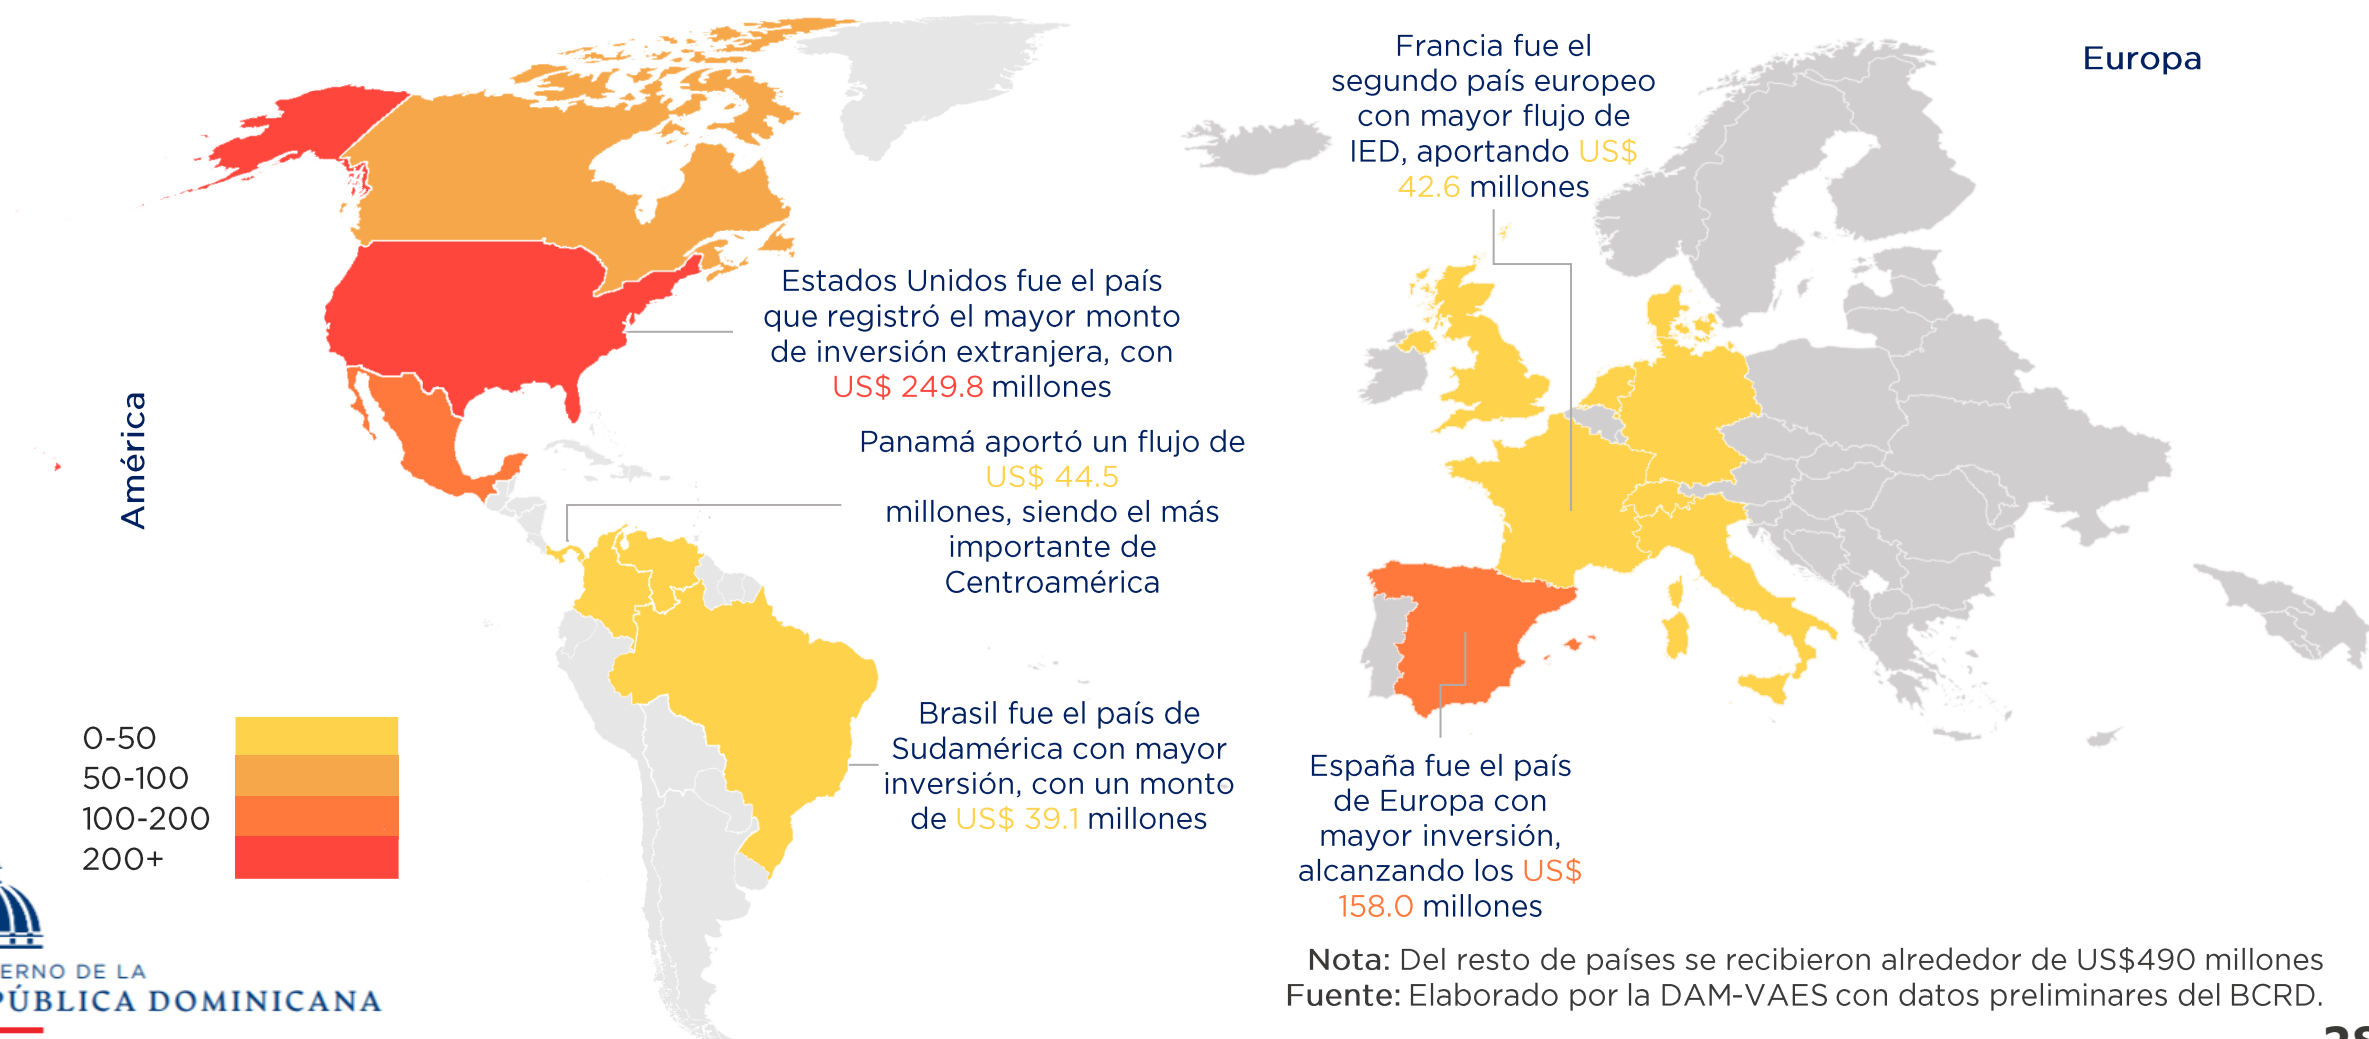 Europa
Francia fue el
segundo país europeo
con mayor flujo de
IED, aportando US$
42.6 millones
Estados Unidos fue el país
que registró el mayor monto
de inversión extranjera, con
US$ 249.8 millones
América
Panamá aportó un flujo de
US$ 44.5
millones, siendo el más
importante de
Centroamérica
Brasil fue el país de
Sudamérica con mayor
inversión, con un monto
de US$ 39.1 millones
España fue el país
de Europa con
mayor inversión,
alcanzando los US$
158.0 millones
0-50
50-100
100-200
200+
ERNO DE LA
PÚBLICA DOMINICANA
Nota: Del resto de países se recibieron alrededor de US$490 millones
Fuente: Elaborado por la DAM-VAES con datos preliminares del BCRD.